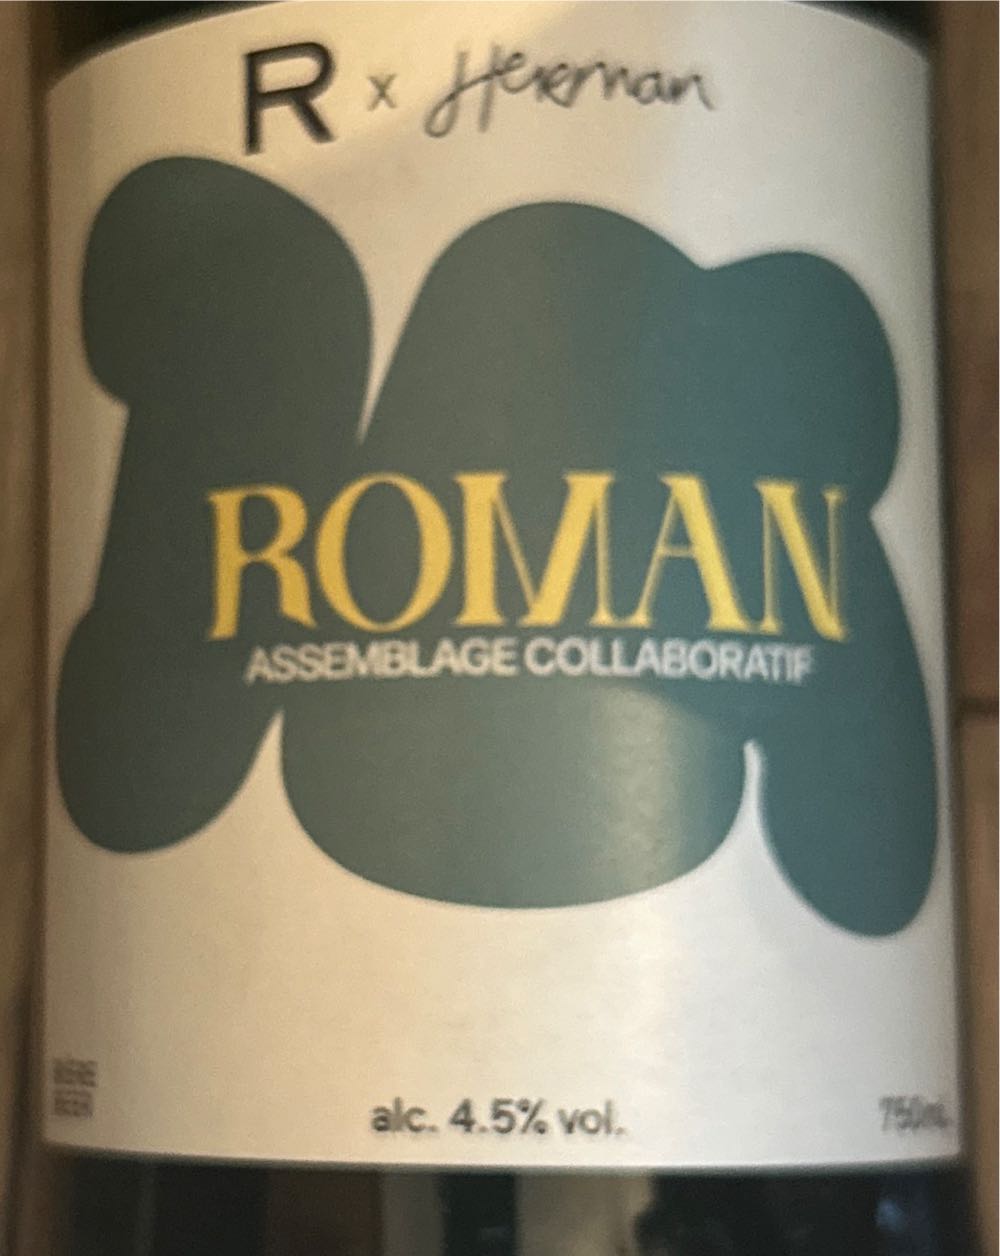 R x Herman
ROMAN
ASSEMBLAGE COLLABORATIF
BIÈRE
BEER
alc. 4.5% vol.
750mL